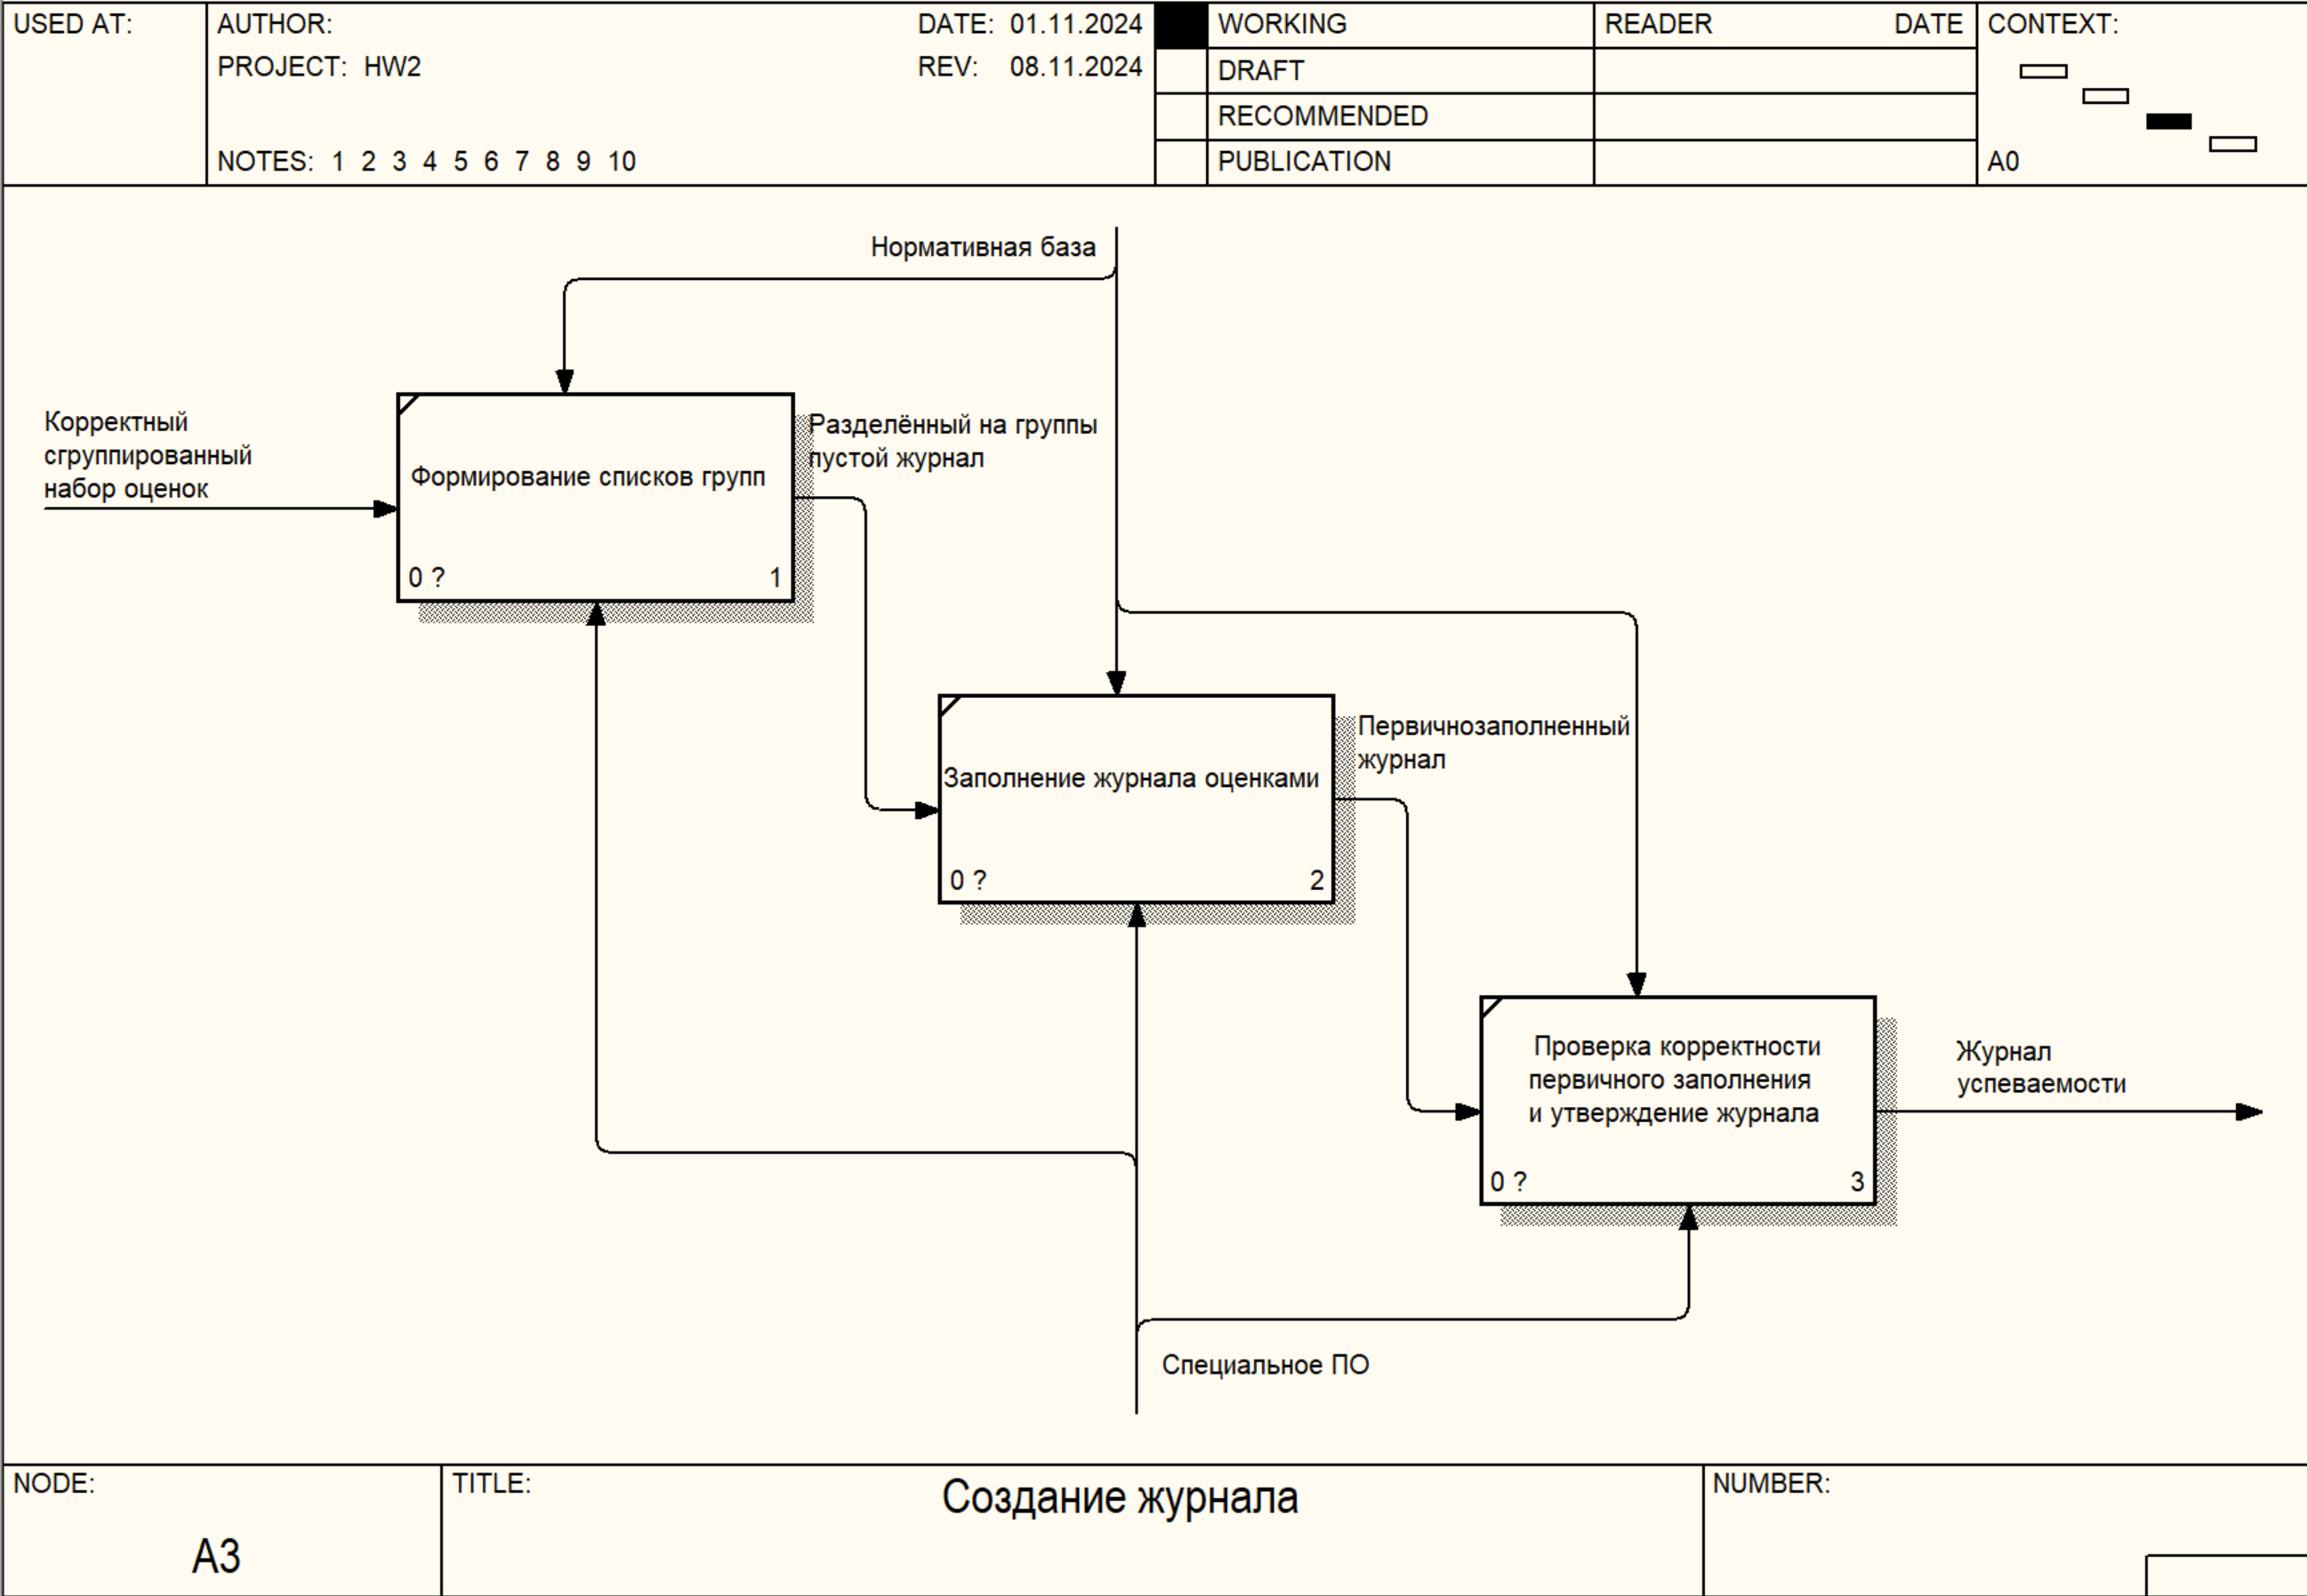 USED AT:
AUTHOR:
DATE: 01.11.2024
PROJECT: HW2
REV: 08.11.2024
NOTES: 1 2 3 4 5 6 7 8 9 10
WORKING
DRAFT
RECOMMENDED
PUBLICATION
READER DATE
CONTEXT:
A0
Нормативная база
Корректный
сгруппированный
набор оценок
Формирование списков групп
0 ? 1
Разделённый на группы
пустой журнал
Заполнение журнала оценками
0 ? 2
Первичнозаполненный
журнал
Проверка корректности
первичного заполнения
и утверждение журнала
0 ? 3
Журнал
успеваемости
Специальное ПО
NODE:
A3
TITLE:
Создание журнала
NUMBER: